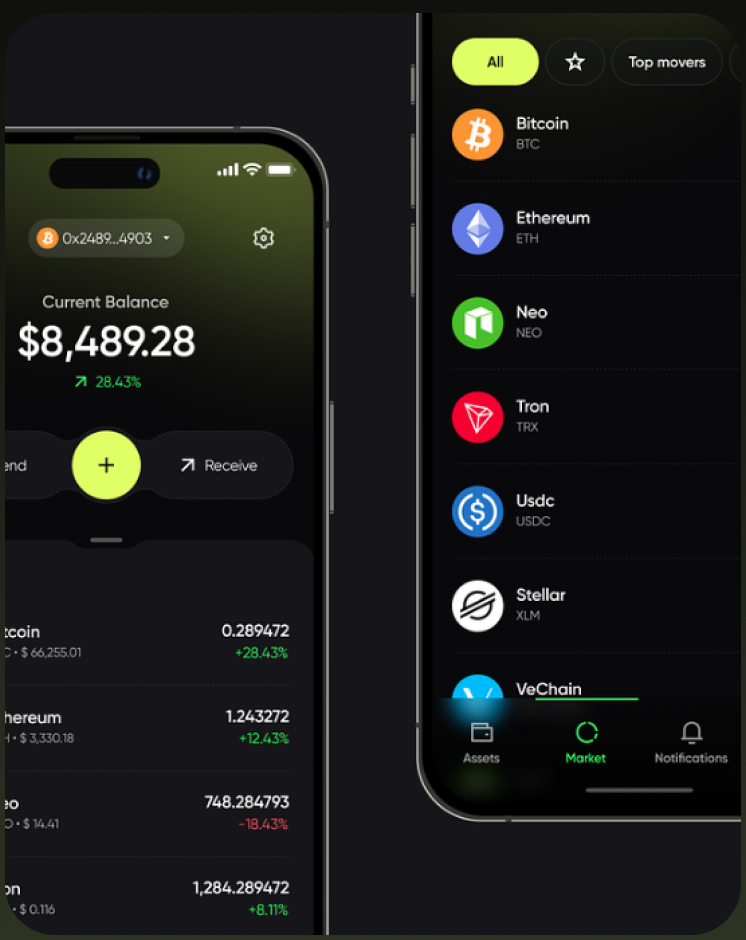 0x2489...4903
Current Balance
$8,489.28
28.43%
end
+
Receive
tcoin
0.289472
C • $ 66,255.01
+28.43%
hereum
1.243272
H • $ 3,330.18
+12.43%
eo
748.284793
O • $ 14.41
-18.43%
on
1,284.289472
• $ 0.116
+8.11%
All
Top movers
Bitcoin
BTC
Ethereum
ETH
Neo
NEO
Tron
TRX
Usdc
USDC
Stellar
XLM
VeChain
Assets
Market
Notifications